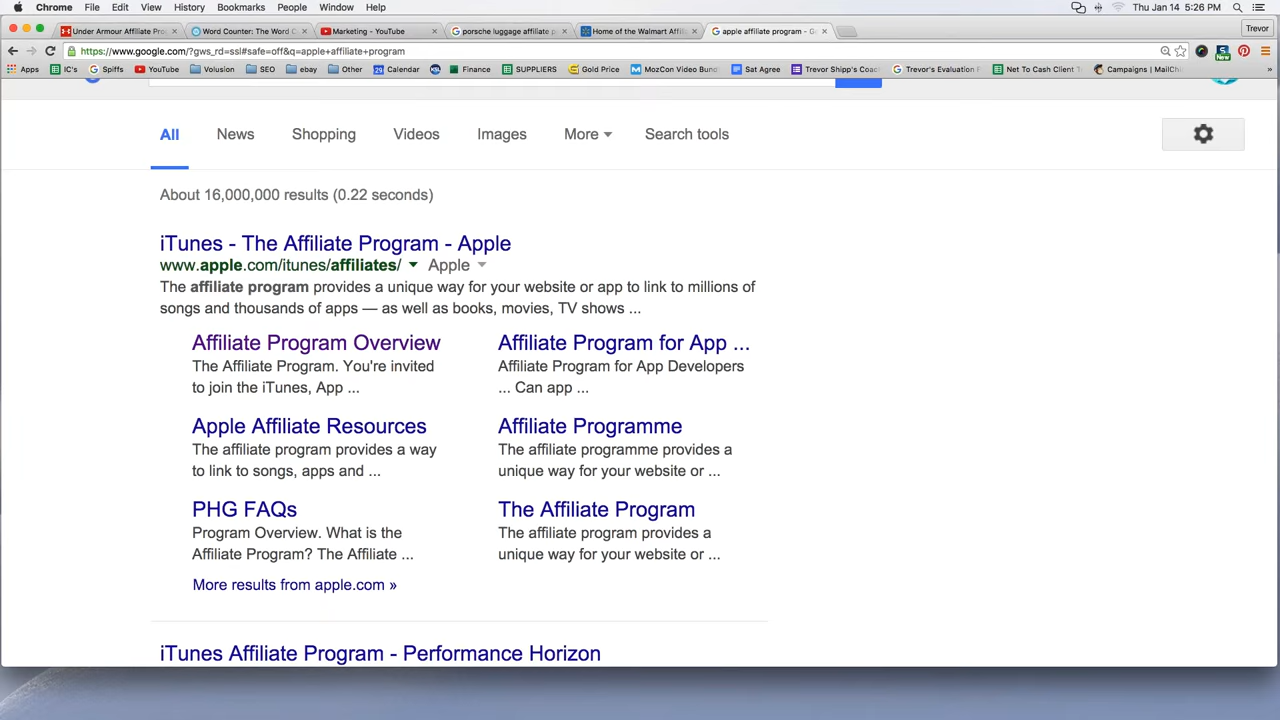 Chrome File Edit View History Bookmarks People Window Help Thu Jan 14 5:26 PM
Under Armour Affiliate Pro Word Counter: The Word C Marketing - YouTube porsche luggage affiliate p Home of the Walmart Affilia apple affiliate program - Go Trevor
https://www.google.com/?gws_rd=ssl#safe=off&q=apple+affiliate+program
Apps IC's Spiffs YouTube Volusion SEO ebay Other Calendar Finance SUPPLIERS Gold Price MozCon Video Bund Sat Agree Trevor Shipp's Coach Trevor's Evaluation F Net To Cash Client T Campaigns | MailChi »
New
All News Shopping Videos Images More Search tools
About 16,000,000 results (0.22 seconds)
iTunes - The Affiliate Program - Apple
www.apple.com/itunes/affiliates/ Apple
The affiliate program provides a unique way for your website or app to link to millions of
songs and thousands of apps — as well as books, movies, TV shows ...
Affiliate Program Overview
The Affiliate Program. You're invited
to join the iTunes, App ...
Affiliate Program for App ...
Affiliate Program for App Developers
... Can app ...
Apple Affiliate Resources
The affiliate program provides a way
to link to songs, apps and ...
Affiliate Programme
The affiliate programme provides a
unique way for your website or ...
PHG FAQs
Program Overview. What is the
Affiliate Program? The Affiliate ...
The Affiliate Program
The affiliate program provides a
unique way for your website or ...
More results from apple.com »
iTunes Affiliate Program - Performance Horizon